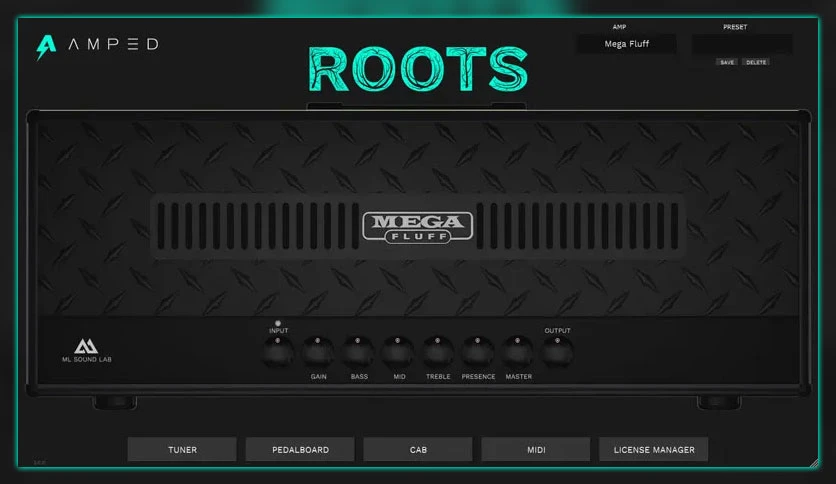 AMPED
ROOTS
AMP
Mega Fluff
PRESET
SAVE DELETE
MEGA
FLUFF
INPUT
OUTPUT
GAIN BASS MID TREBLE PRESENCE MASTER
ML SOUND LAB
TUNER PEDALBOARD CAB MIDI LICENSE MANAGER